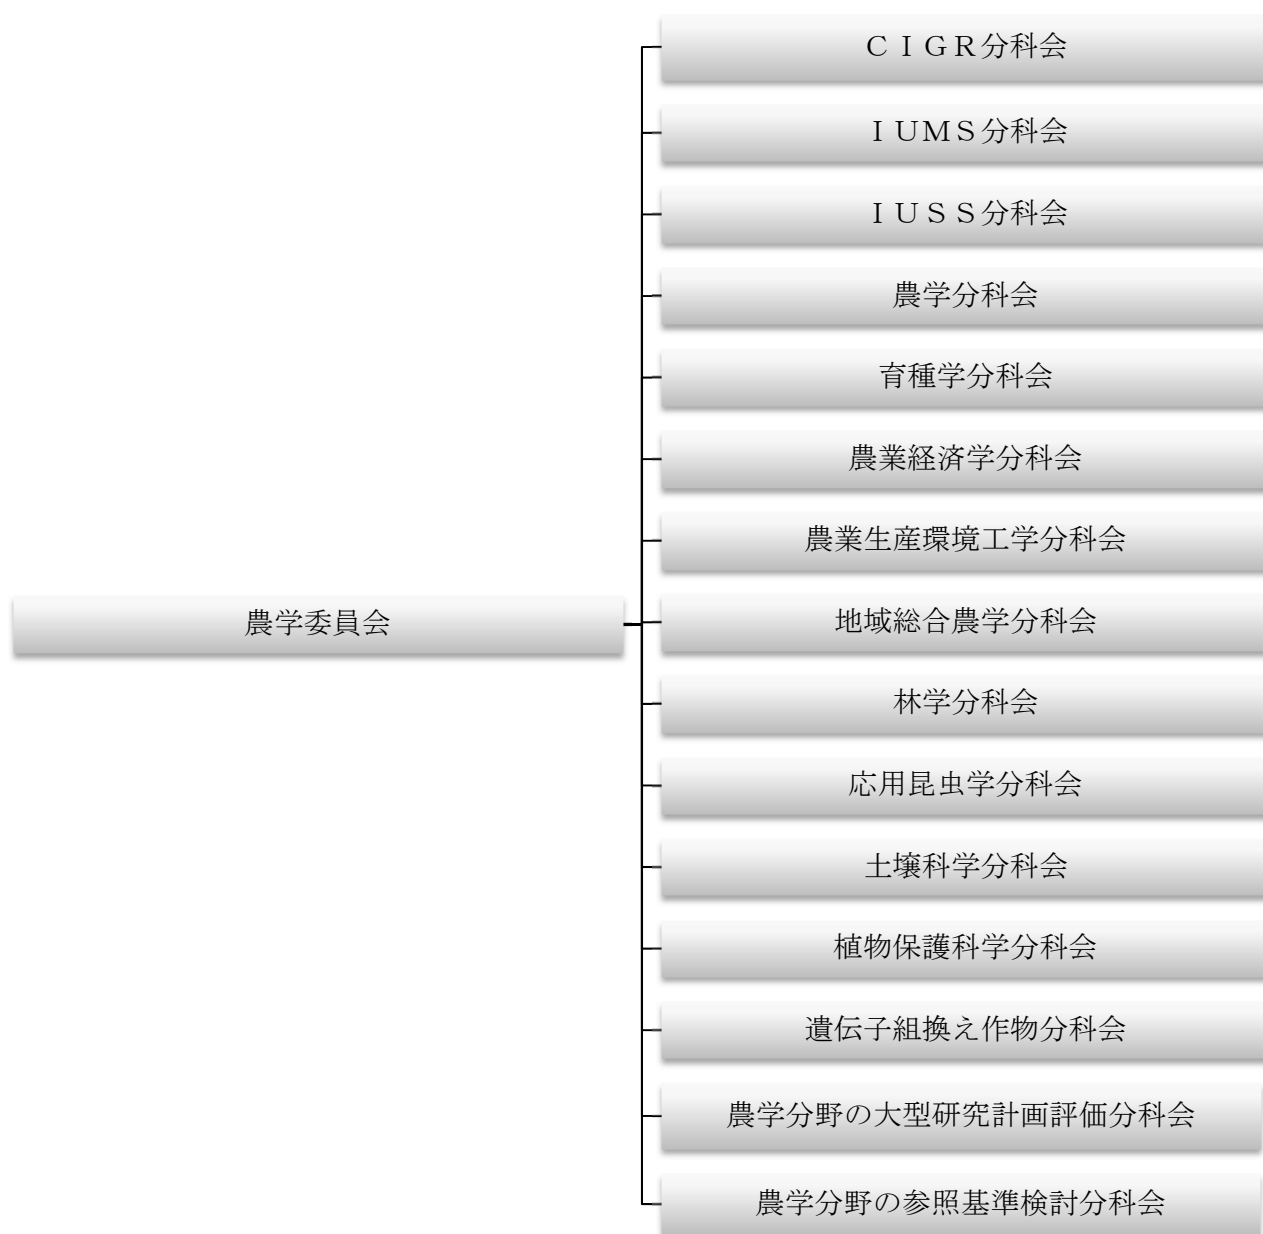 ＣＩＧＲ分科会
ＩＵＭＳ分科会
ＩＵＳＳ分科会
農学分科会
育種学分科会
農業経済学分科会
農業生産環境工学分科会
農学委員会
地域総合農学分科会
林学分科会
応用昆虫学分科会
土壌科学分科会
植物保護科学分科会
遺伝子組換え作物分科会
農学分野の大型研究計画評価分科会
農学分野の参照基準検討分科会